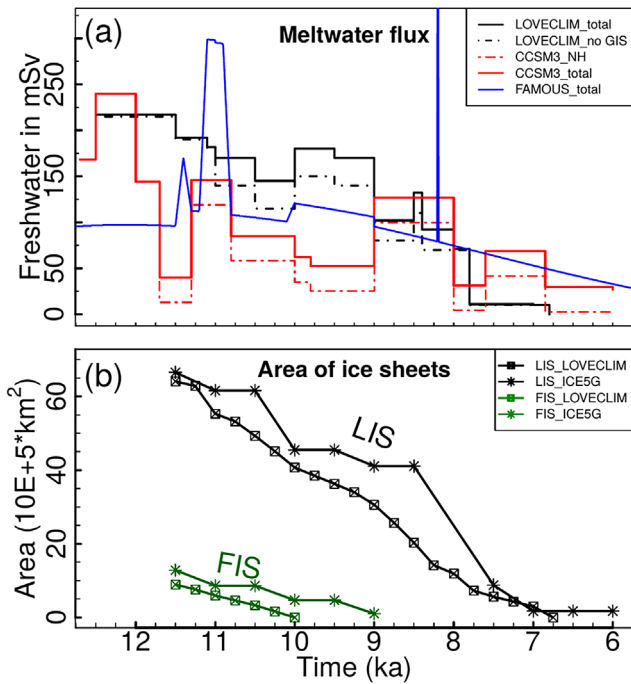 (a)
Meltwater flux
LOVECLIM_total
LOVECLIM_no GIS
CCSM3_NH
CCSM3_total
FAMOUS_total
Freshwater in mSv
250
150
50
0
(b)
Area of ice sheets
LIS_LOVECLIM
LIS_ICE5G
FIS_LOVECLIM
FIS_ICE5G
LIS
FIS
Area (10E+5*km²)
60
40
20
0
12 11 10 9 8 7 6
Time (ka)